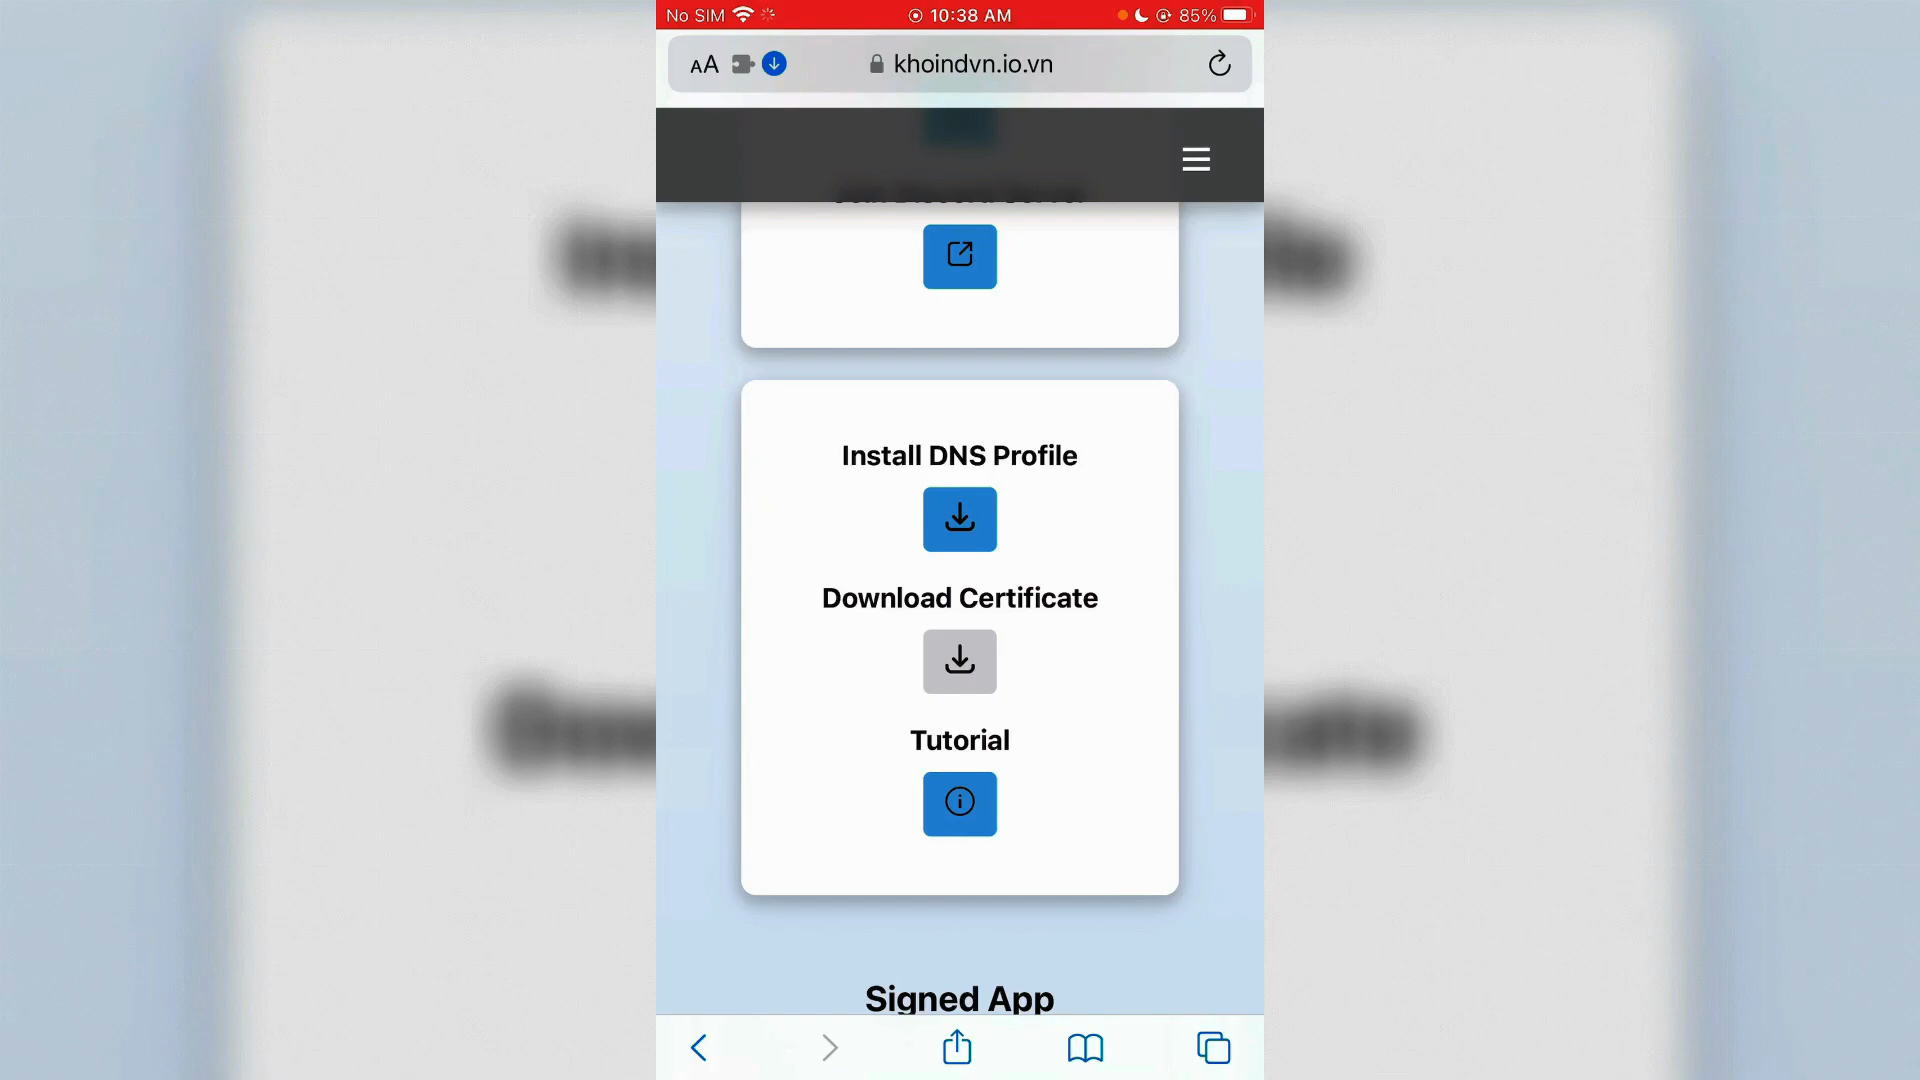 No SIM 10:38 AM 85%
AA khoindvn.io.vn
Install DNS Profile
Download Certificate
Tutorial
Signed App